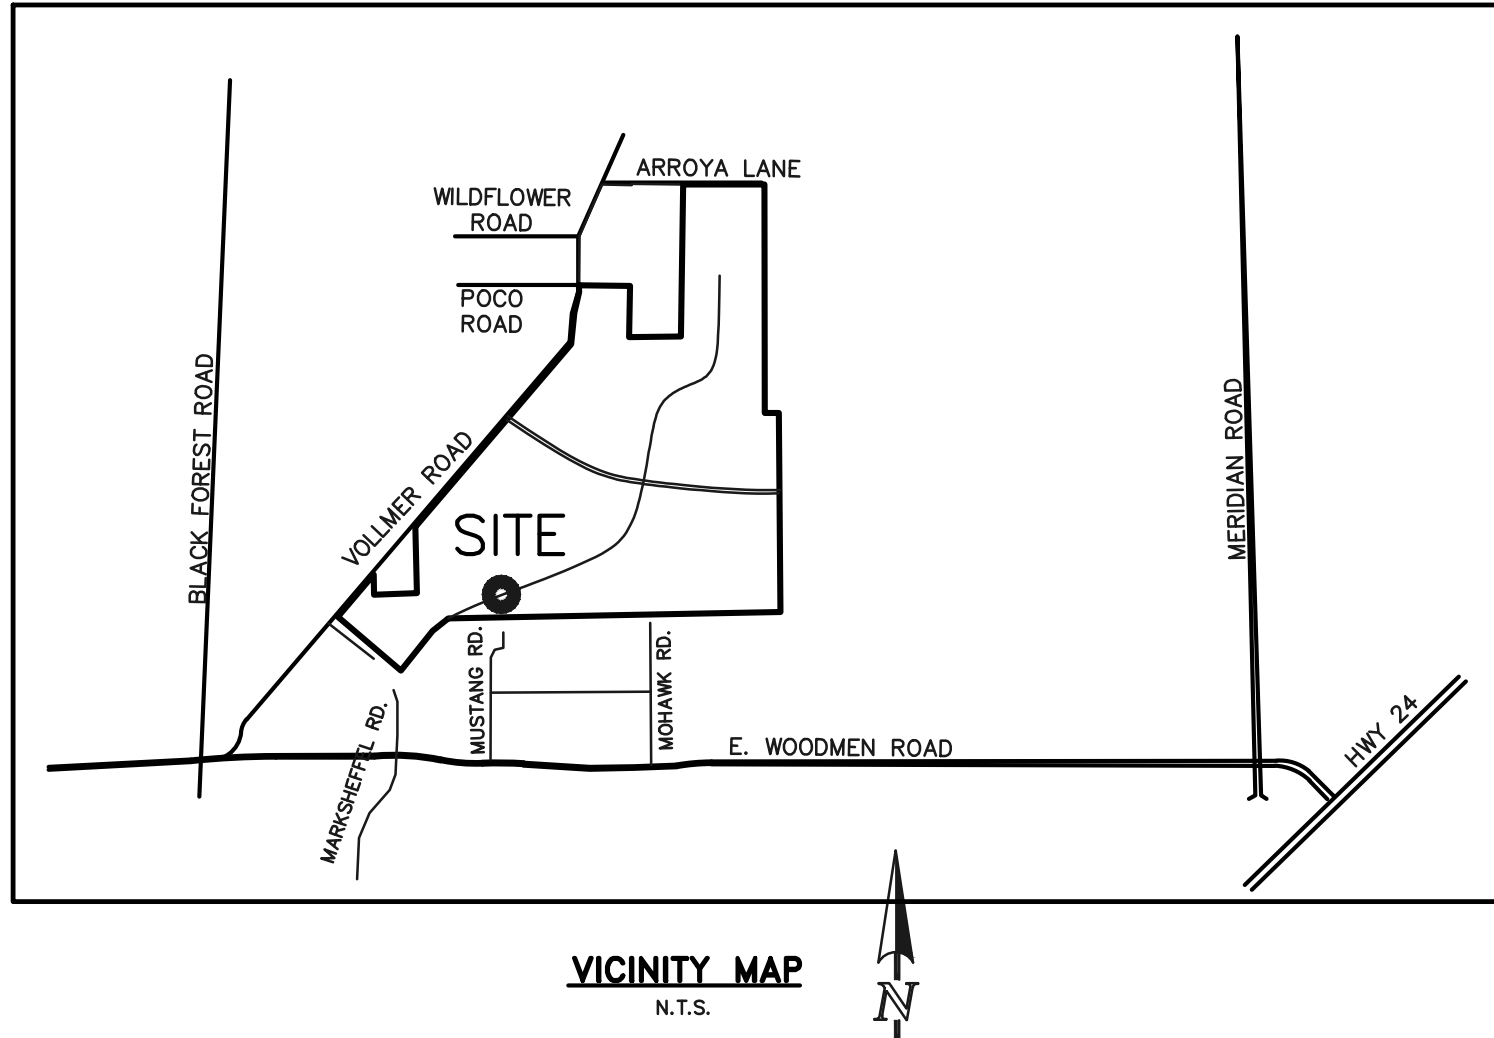 ARROYA LANE
WILDFLOWER
ROAD
POCO
ROAD
BLACK FOREST ROAD
VOLLMER ROAD
MERIDIAN ROAD
SITE
MUSTANG RD.
MOHAWK RD.
MARKSHEFFEL RD.
E. WOODMEN ROAD
HWY 24
VICINITY MAP
N.T.S.
N